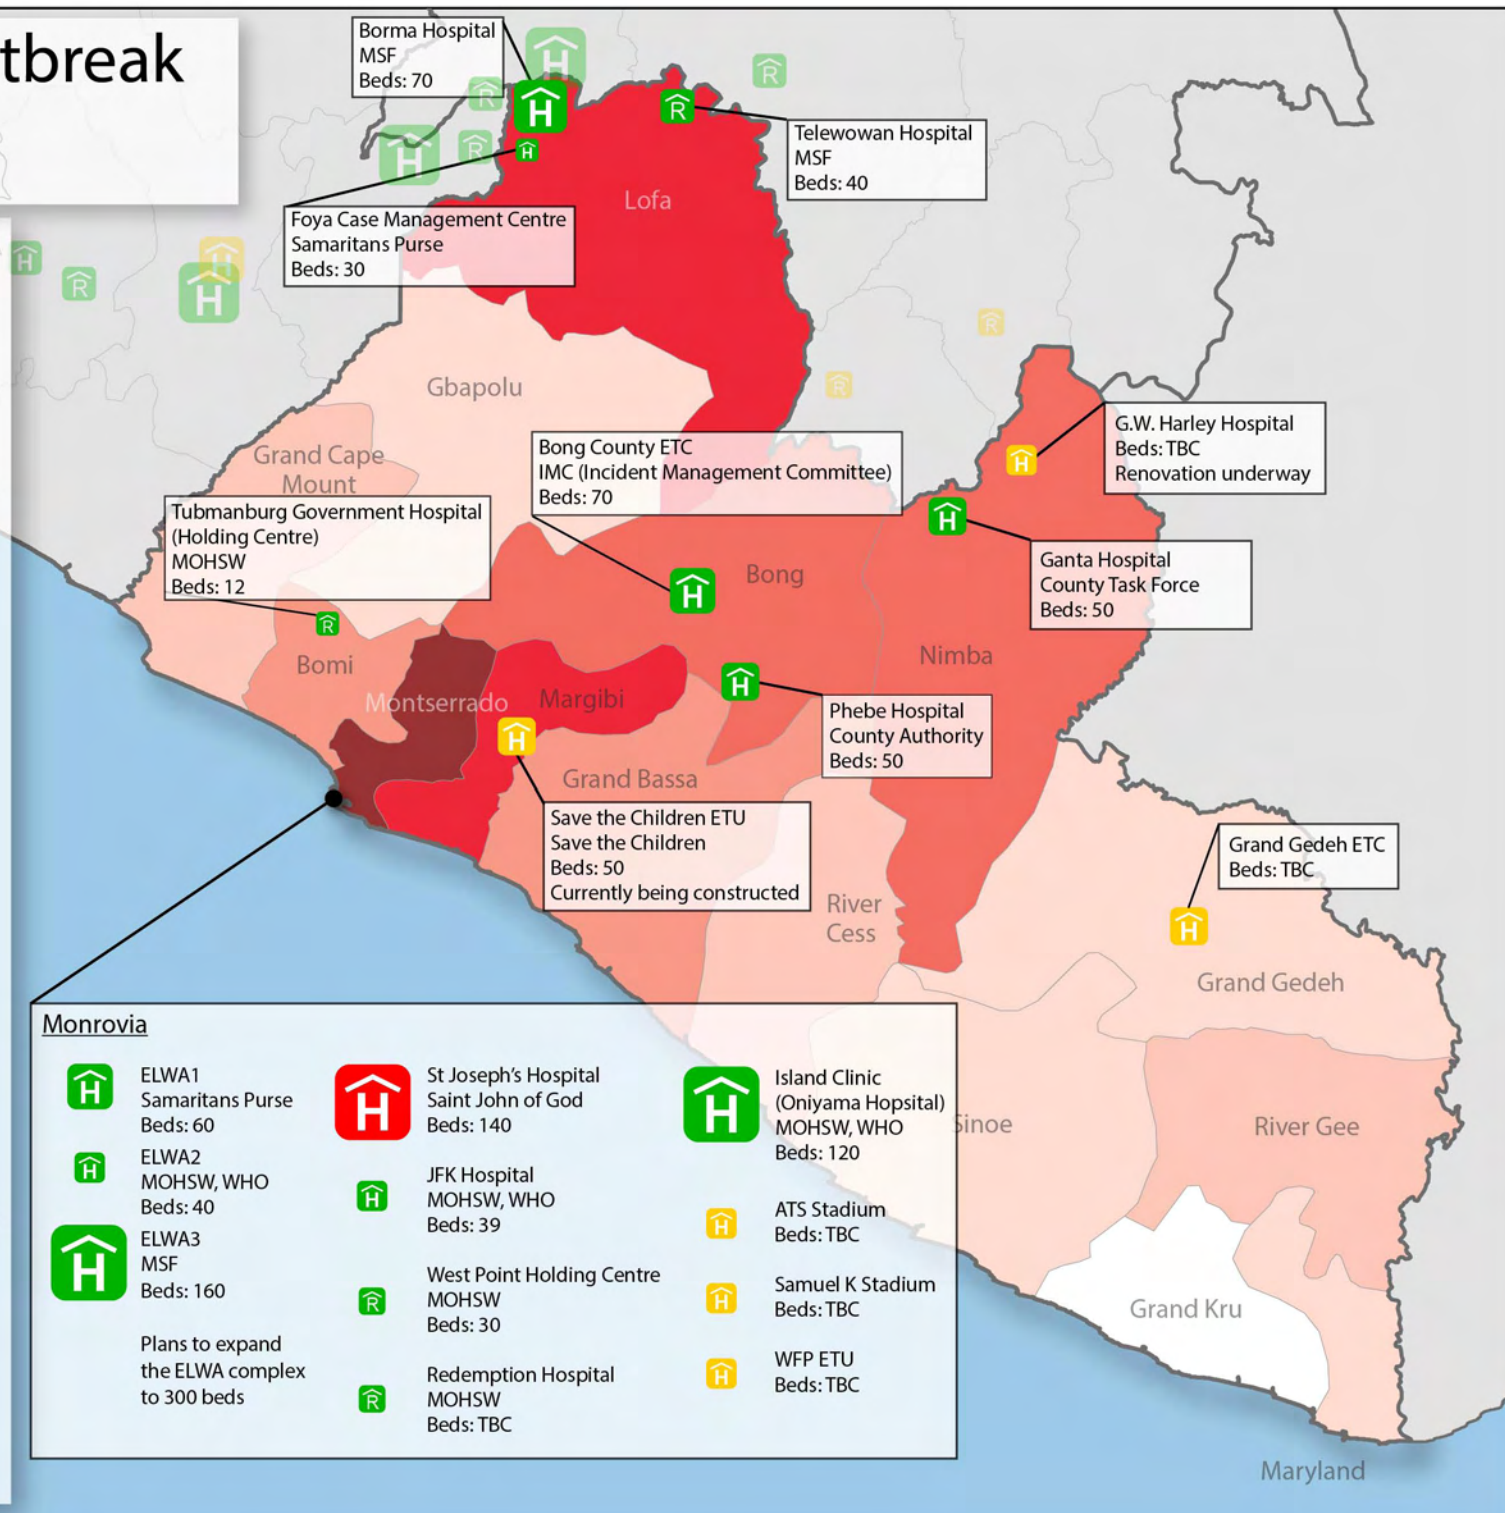 tbreak
Borma Hospital
MSF
Beds: 70
Telewowan Hospital
MSF
Beds: 40
Lofa
Foya Case Management Centre
Samaritans Purse
Beds: 30
Gbapolu
Grand Cape
Mount
Bong County ETC
IMC (Incident Management Committee)
Beds: 70
G.W. Harley Hospital
Beds: TBC
Renovation underway
Tubmanburg Government Hospital
(Holding Centre)
MOHSW
Beds: 12
Ganta Hospital
County Task Force
Beds: 50
Bong
Nimba
Bomi
Montserrado
Margibi
Phebe Hospital
County Authority
Beds: 50
Grand Bassa
Save the Children ETU
Save the Children
Beds: 50
Currently being constructed
Grand Gedeh ETC
Beds: TBC
River
Cess
Grand Gedeh
Monrovia
ELWA1
Samaritans Purse
Beds: 60
ELWA2
MOHSW, WHO
Beds: 40
ELWA3
MSF
Beds: 160
Plans to expand
the ELWA complex
to 300 beds
St Joseph's Hospital
Saint John of God
Beds: 140
JFK Hospital
MOHSW, WHO
Beds: 39
West Point Holding Centre
MOHSW
Beds: 30
Redemption Hospital
MOHSW
Beds: TBC
Island Clinic
(Oniyama Hopsital)
MOHSW, WHO
Beds: 120
ATS Stadium
Beds: TBC
Samuel K Stadium
Beds: TBC
WFP ETU
Beds: TBC
Sinoe
River Gee
Grand Kru
Maryland